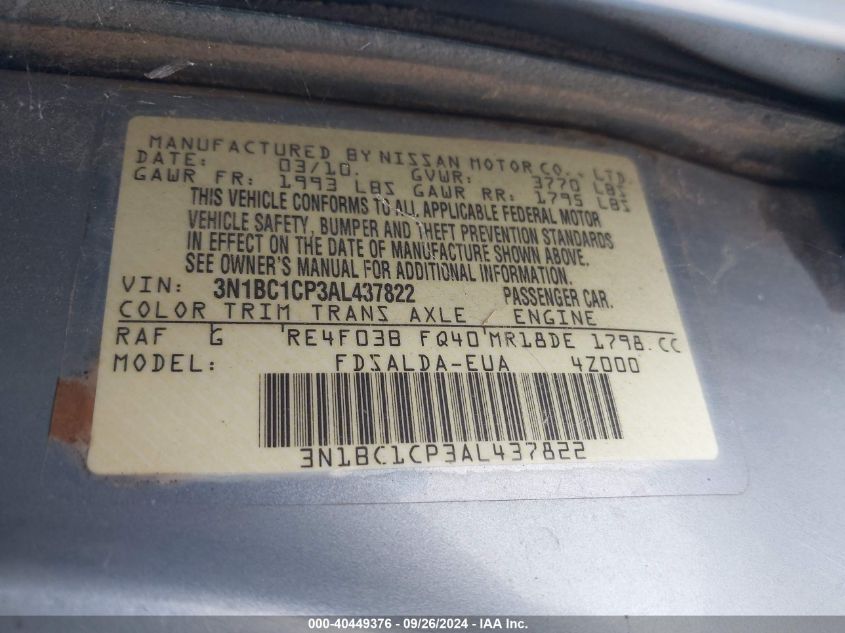 MANUFACTURED BY NISSAN MOTOR CO., LTD.
DATE: 03/10. GVWR: 3770 LBS
GAWR FR: 1993 LBS GAWR RR: 1795 LBS
THIS VEHICLE CONFORMS TO ALL APPLICABLE FEDERAL MOTOR
VEHICLE SAFETY, BUMPER AND THEFT PREVENTION STANDARDS
IN EFFECT ON THE DATE OF MANUFACTURE SHOWN ABOVE.
SEE OWNER'S MANUAL FOR ADDITIONAL INFORMATION.
VIN: 3N1BC1CP3AL437822 PASSENGER CAR.
COLOR TRIM TRANS AXLE ENGINE
RAF G RE4F03B FQ40 MR18DE 1798.CC
MODEL: FDSALDA-EUA 4Z000
3N1BC1CP3AL437822
000-40449376 - 09/26/2024 - IAA Inc.